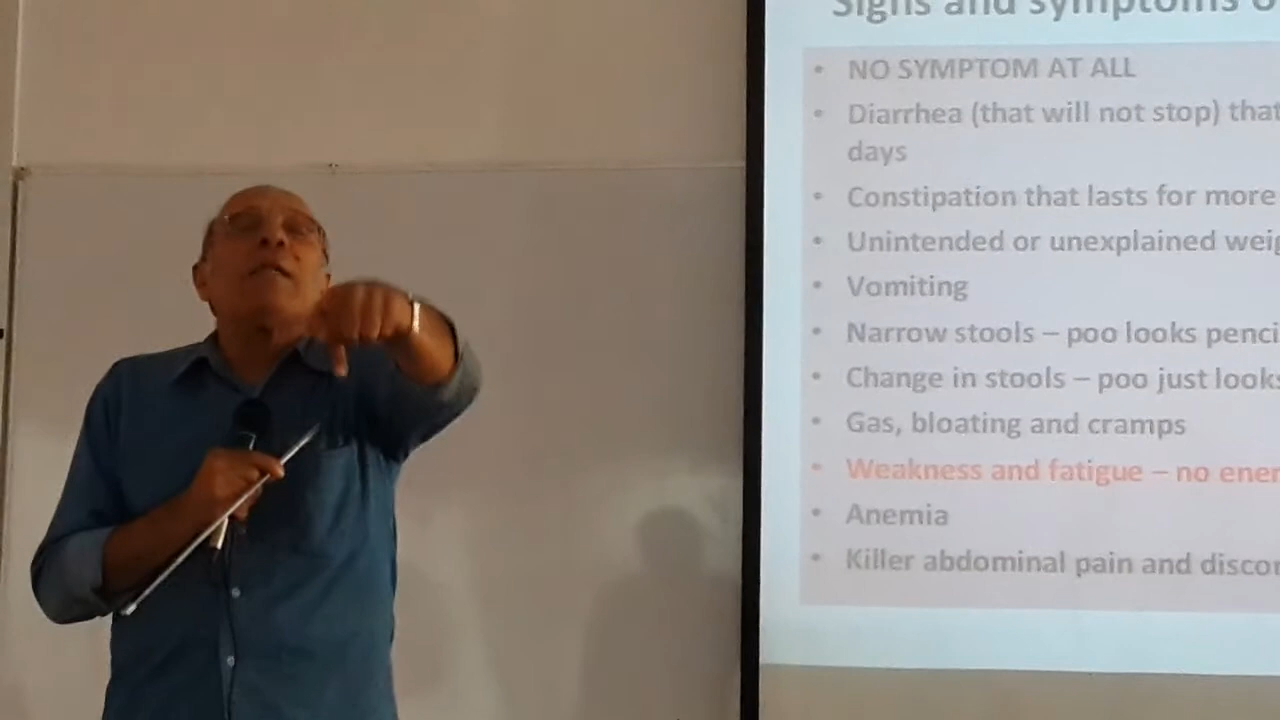 Signs and symptoms
• NO SYMPTOM AT ALL
• Diarrhea (that will not stop) that
days
• Constipation that lasts for more
• Unintended or unexplained
• Vomiting
• Narrow stools – poo looks
• Change in stools – poo just looks
• Gas, bloating and cramps
• Weakness and fatigue – no
• Anemia
• Killer abdominal pain and